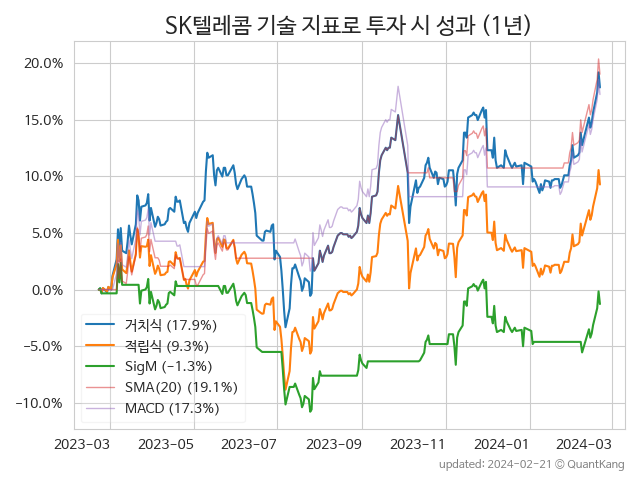 SK텔레콤 기술 지표로 투자 시 성과 (1년)
20.0%
15.0%
10.0%
5.0%
0.0%
−5.0%
−10.0%
거치식 (17.9%)
적립식 (9.3%)
SigM (−1.3%)
SMA(20) (19.1%)
MACD (17.3%)
2023-03 2023-05 2023-07 2023-09 2023-11 2024-01 2024-03
updated: 2024-02-21 © QuantKang